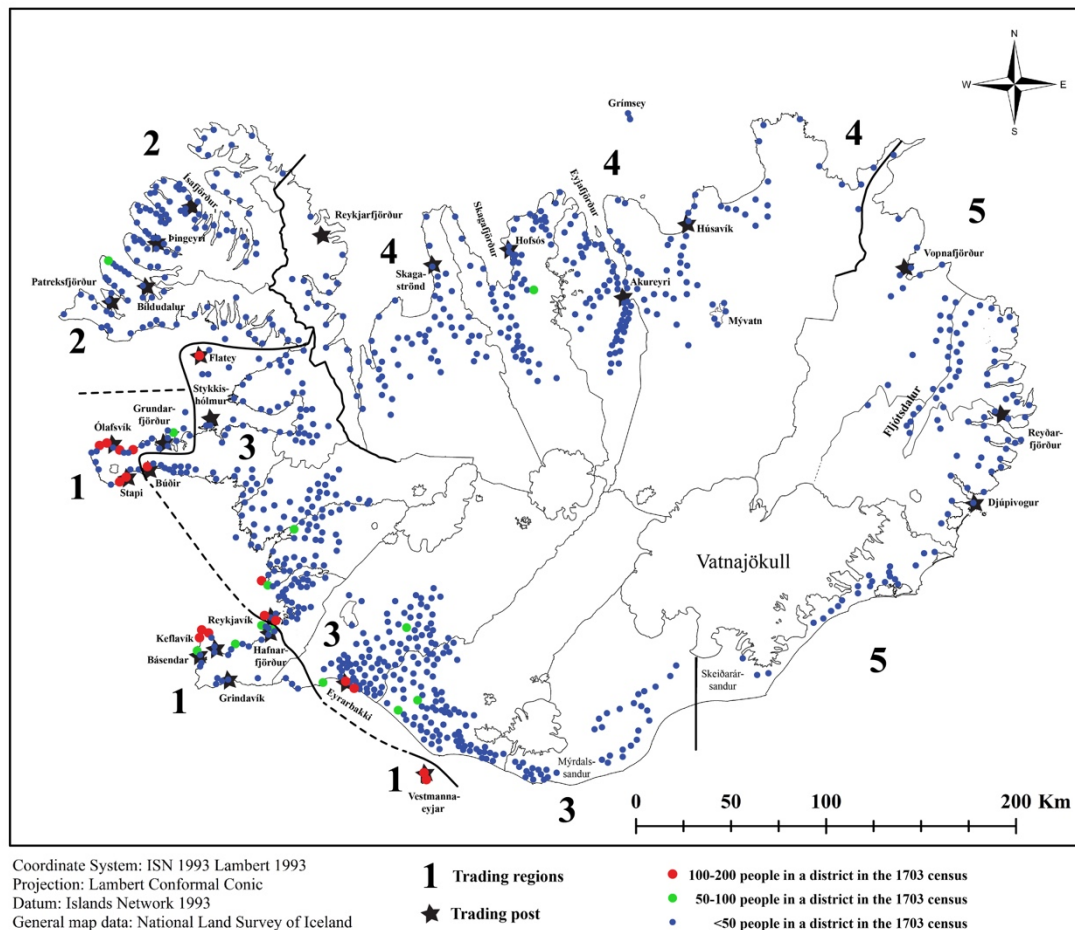 N
W
E
S
Grímsey
2
4
4
Ísafjörður
Eyjafjörður
Skagafjörður
5
Reykjarfjörður
Þingeyri
Hofsós
Húsavík
4
Vopnafjörður
Skaga-
strönd
Patreksfjörður
Bíldudalur
Akureyri
Mývatn
2
Flatey
Stykkis-
hólmur
Fljótsdalur
Grundar-
fjörður
Ólafsvík
Reyðar-
fjörður
3
1
Stapi
Búðir
Djúpivogur
Vatnajökull
Reykjavík
Keflavík
3
Hafnar-
fjörður
Básendar
5
Skeiðarár-
sandur
1
Grindavík
Eyrarbakki
Mýrdals-
sandur
1
Vestmanna-
eyjar
3
0
50
100
200 Km
Coordinate System: ISN 1993 Lambert 1993
Projection: Lambert Conformal Conic
Datum: Islands Network 1993
General map data: National Land Survey of Iceland
1 Trading regions
Trading post
100-200 people in a district in the 1703 census
50-100 people in a district in the 1703 census
<50 people in a district in the 1703 census